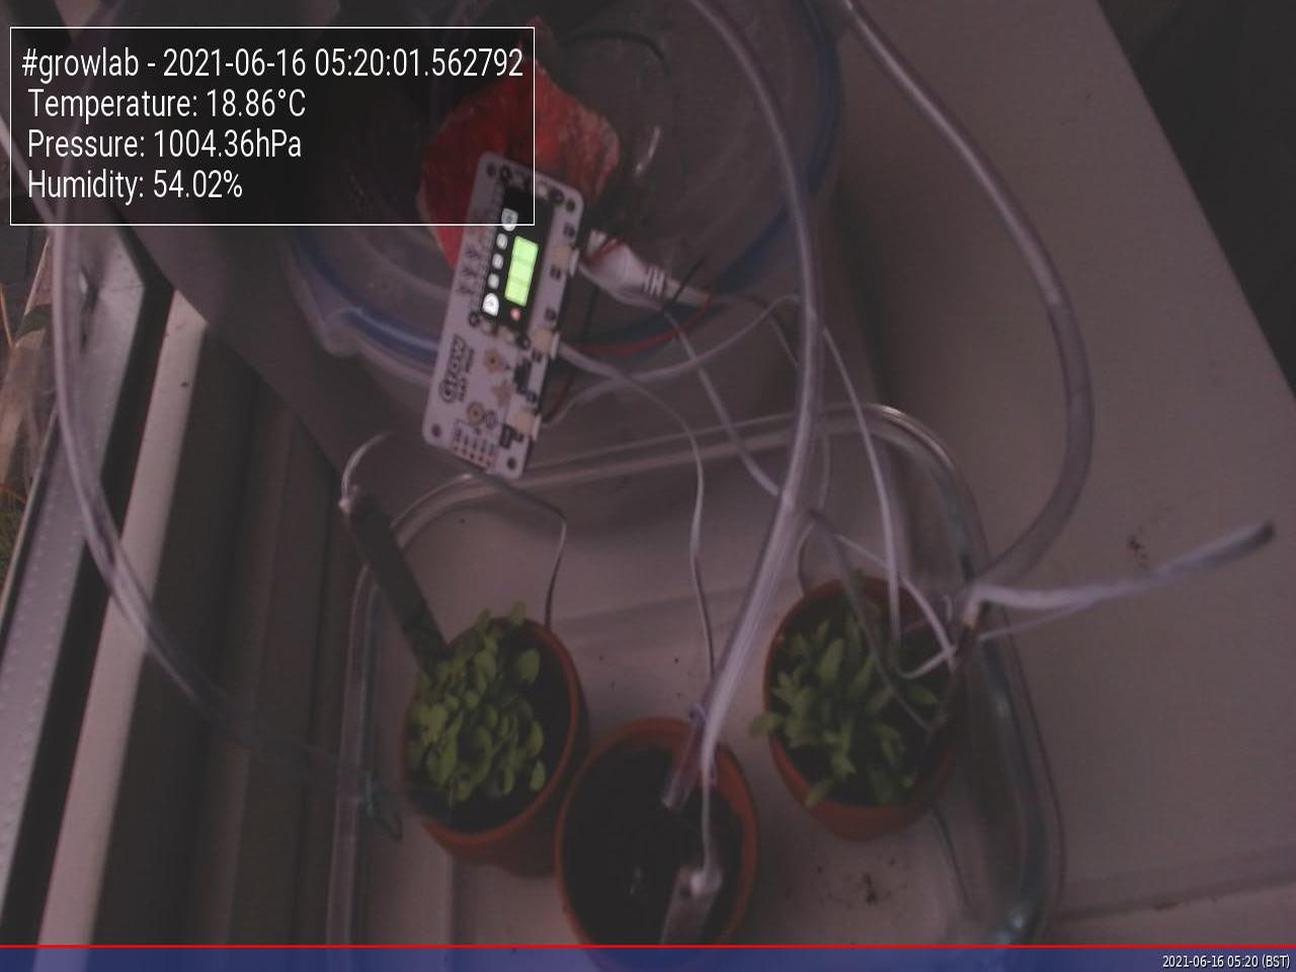 #growlab - 2021-06-16 05:20:01.562792
Temperature: 18.86°C
Pressure: 1004.36hPa
Humidity: 54.02%
Grow
2021-06-16 05:20 (BST)